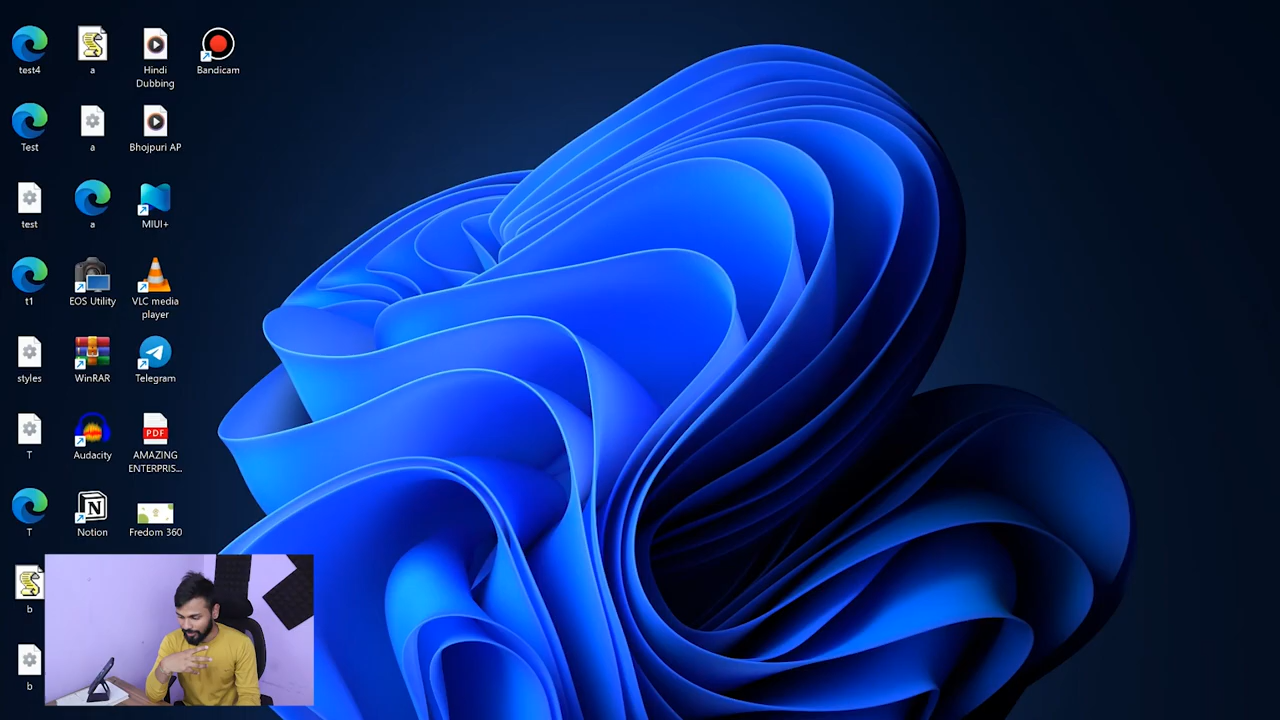 test4
a
Hindi
Dubbing
Bandicam
Test
a
Bhojpuri AP
test
a
MIUI+
t1
EOS Utility
VLC media
player
styles
WinRAR
Telegram
T
Audacity
PDF
AMAZING
ENTERPRIS...
T
N
Notion
Fredom 360
b
b